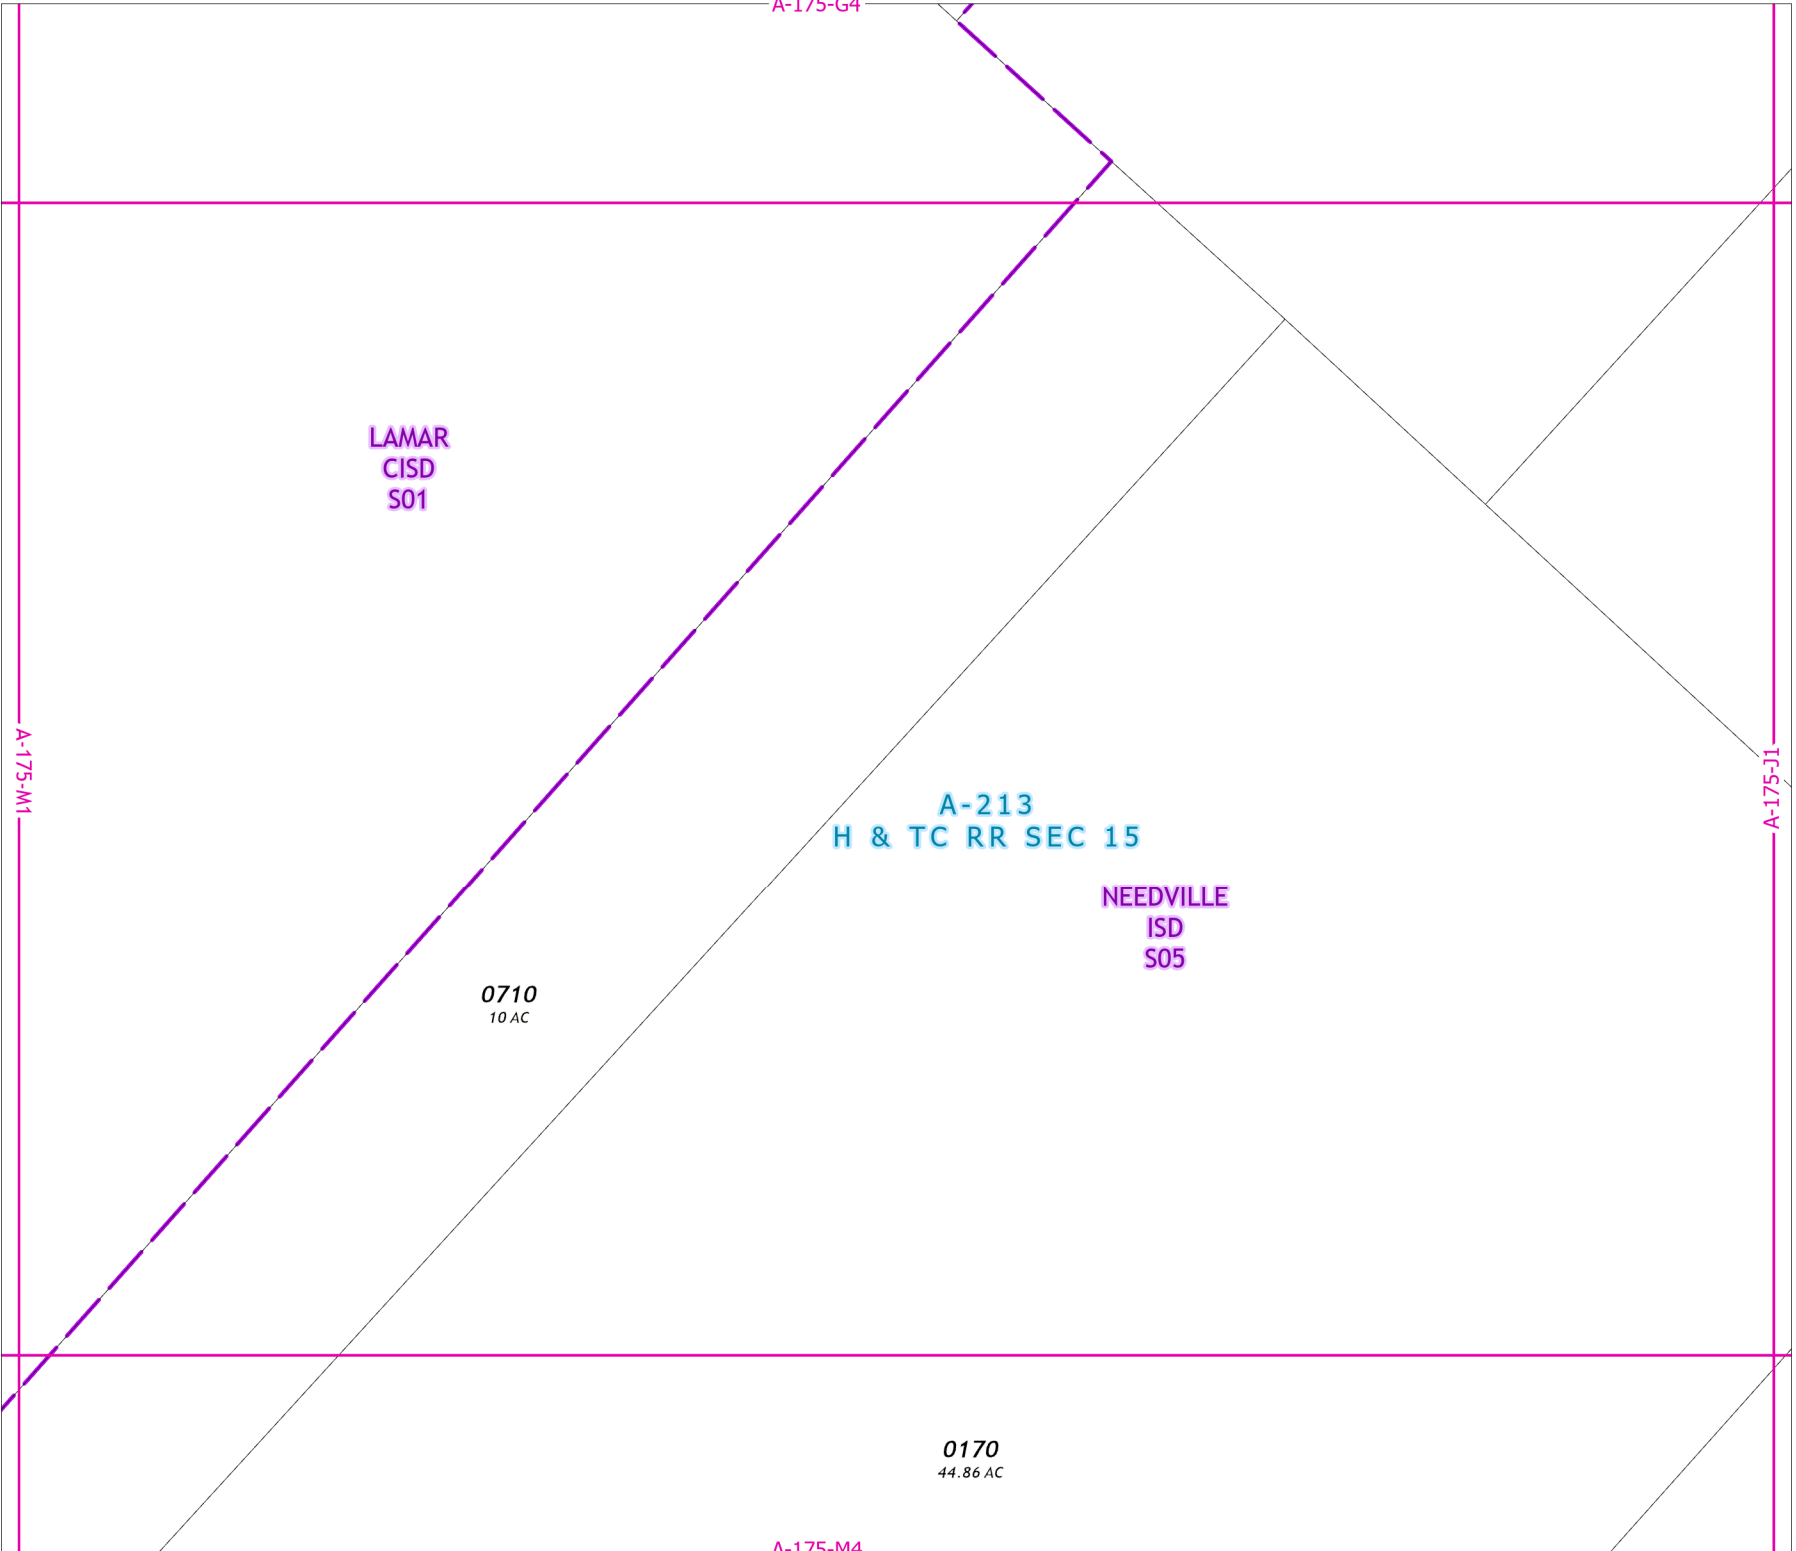 A-175-G4
LAMAR
CISD
S01
A-175-M1
A-175-J1
A-213
H & TC RR SEC 15
NEEDVILLE
ISD
S05
0710
10 AC
0170
44.86 AC
A-175-M4